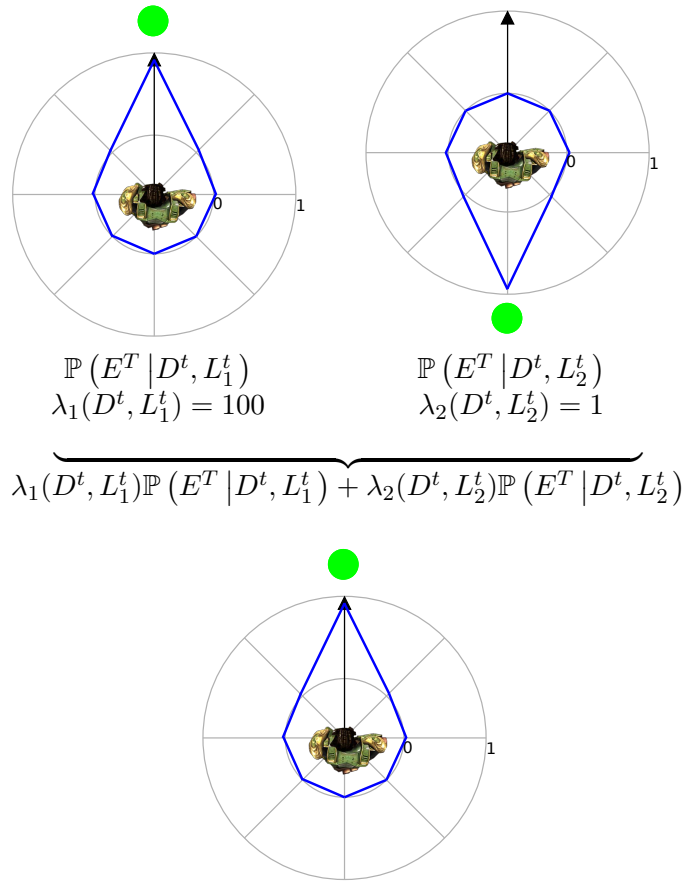 0 1
0 1
ℙ(E^T | D^t, L_1^t)
λ_1(D^t, L_1^t) = 100
ℙ(E^T | D^t, L_2^t)
λ_2(D^t, L_2^t) = 1
λ_1(D^t, L_1^t)ℙ(E^T | D^t, L_1^t) + λ_2(D^t, L_2^t)ℙ(E^T | D^t, L_2^t)
0 1